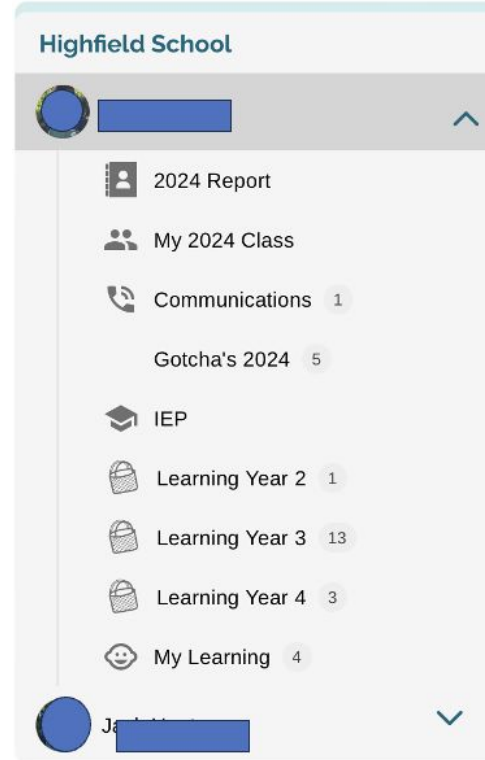 Highfield School
2024 Report
My 2024 Class
Communications 1
Gotcha's 2024 5
IEP
Learning Year 2 1
Learning Year 3 13
Learning Year 4 3
My Learning 4